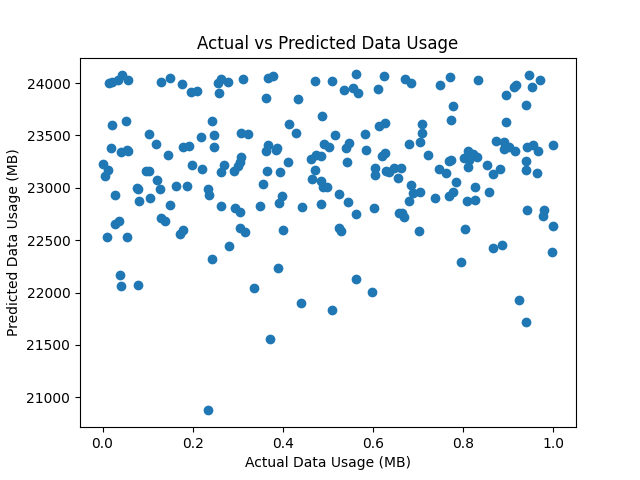 Actual vs Predicted Data Usage
Predicted Data Usage (MB)
24000
23500
23000
22500
22000
21500
21000
0.0 0.2 0.4 0.6 0.8 1.0
Actual Data Usage (MB)